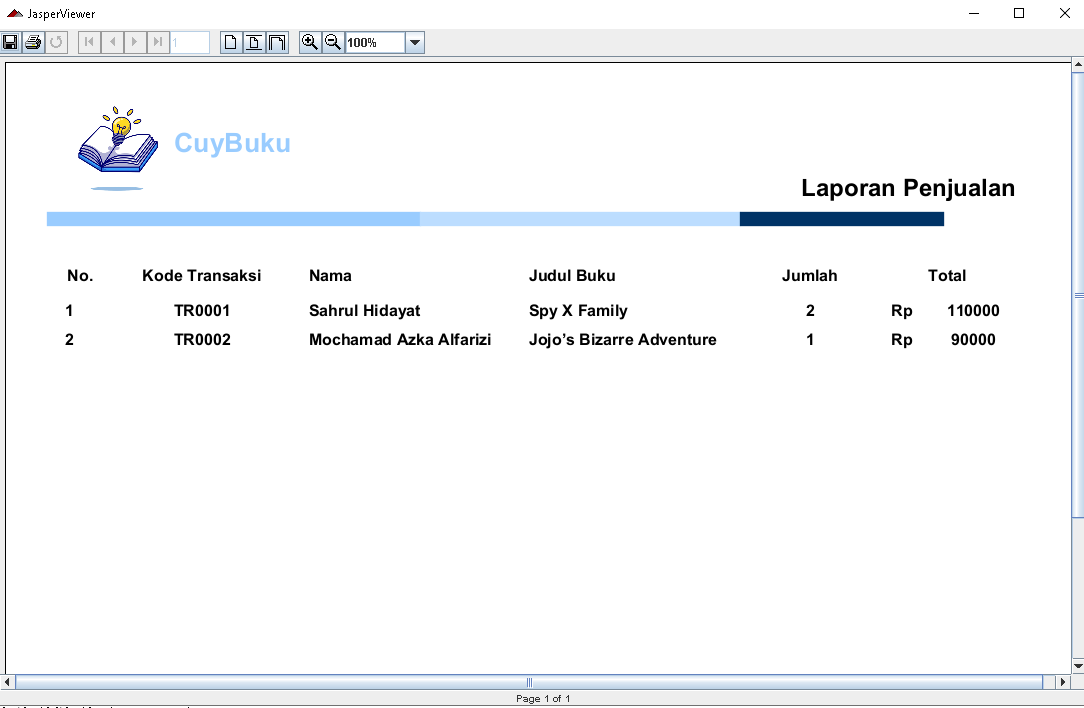 JasperViewer
1
100%
CuyBuku
Laporan Penjualan
No. Kode Transaksi Nama Judul Buku Jumlah Total
1 TR0001 Sahrul Hidayat Spy X Family 2 Rp 110000
2 TR0002 Mochamad Azka Alfarizi Jojo’s Bizarre Adventure 1 Rp 90000
Page 1 of 1